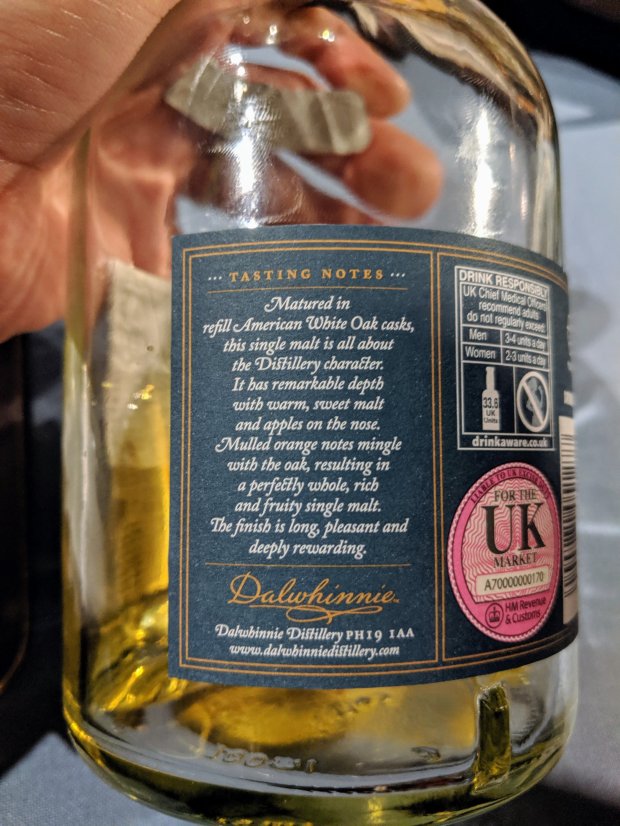 ... TASTING NOTES ...
Matured in
refill American White Oak casks,
this single malt is all about
the Distillery character.
It has remarkable depth
with warm, sweet malt
and apples on the nose.
Mulled orange notes mingle
with the oak, resulting in
a perfectly whole, rich
and fruity single malt.
The finish is long, pleasant and
deeply rewarding.
Dalwhinnie
Dalwhinnie Distillery PH19 1AA
www.dalwhinniedistillery.com
DRINK RESPONSIBLY
UK Chief Medical Officers
recommend adults
do not regularly exceed
Men 3-4 units a day
Women 2-3 units a day
33.6
UK
Units
drinkaware.co.uk
LIABLE TO UK EXCISE DUTY
FOR THE
UK
MARKET
A70000000170
HM Revenue
& Customs